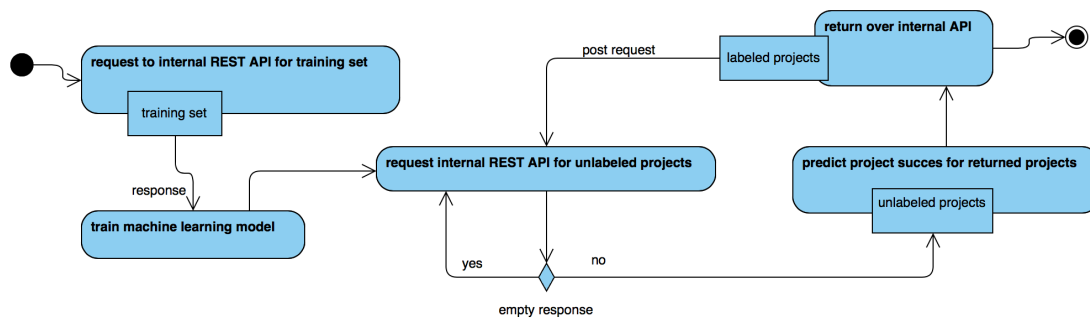 return over internal API
post request
labeled projects
request to internal REST API for training set
training set
request internal REST API for unlabeled projects
predict project succes for returned projects
response
unlabeled projects
train machine learning model
yes
no
empty response